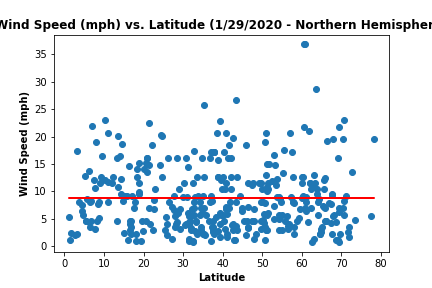 Wind Speed (mph) vs. Latitude (1/29/2020 - Northern Hemispher
Wind Speed (mph)
35
30
25
20
15
10
5
0
0 10 20 30 40 50 60 70 80
Latitude